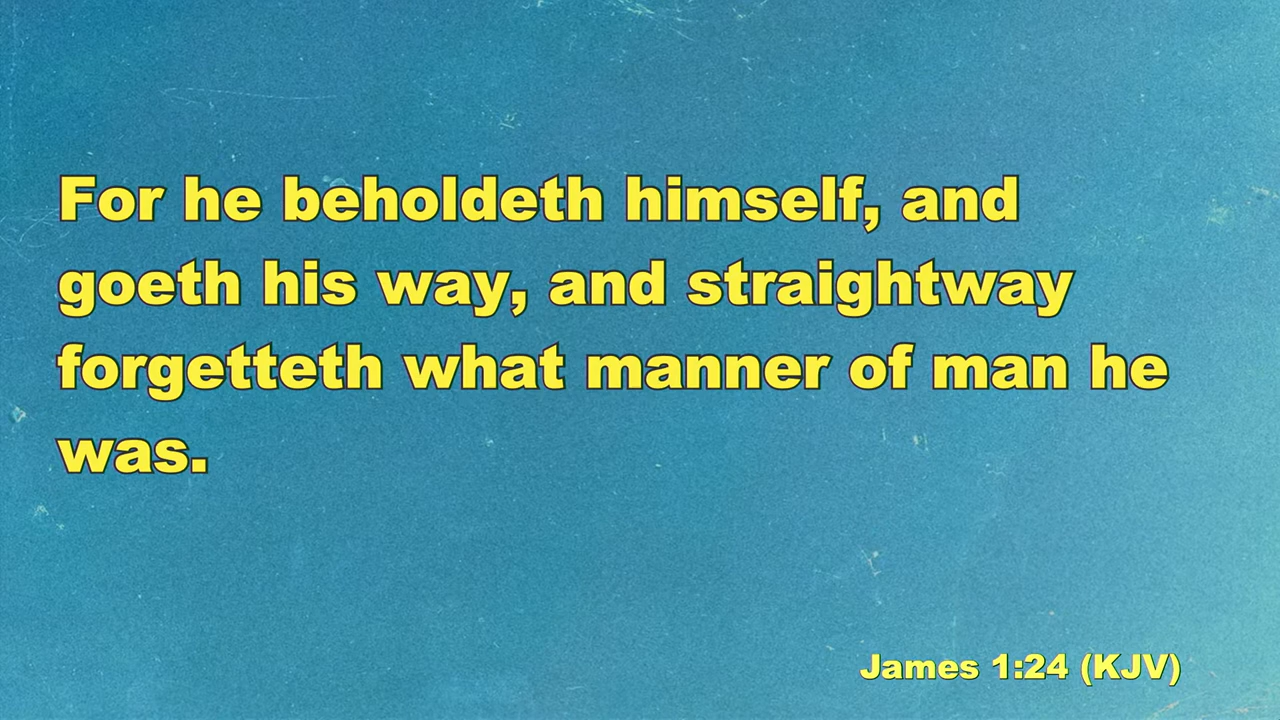 For he beholdeth himself, and
goeth his way, and straightway
forgetteth what manner of man he
was.
James 1:24 (KJV)